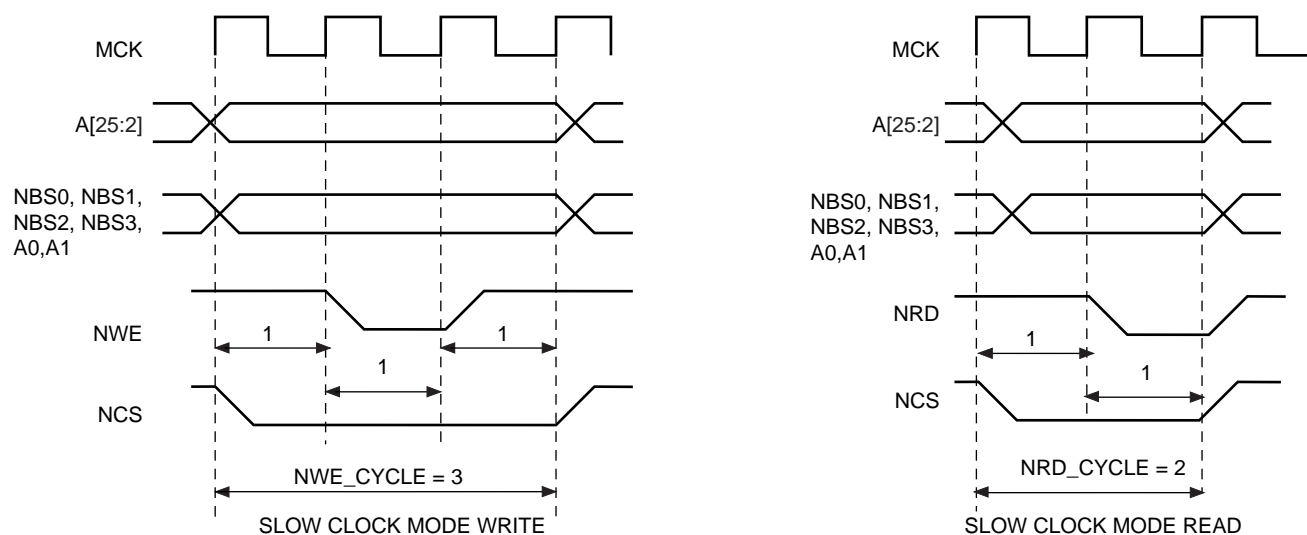 MCK
A[25:2]
NBS0, NBS1,
NBS2, NBS3,
A0,A1
NWE
1
1
1
NCS
NWE_CYCLE = 3
SLOW CLOCK MODE WRITE
MCK
A[25:2]
NBS0, NBS1,
NBS2, NBS3,
A0,A1
NRD
1
1
NCS
NRD_CYCLE = 2
SLOW CLOCK MODE READ